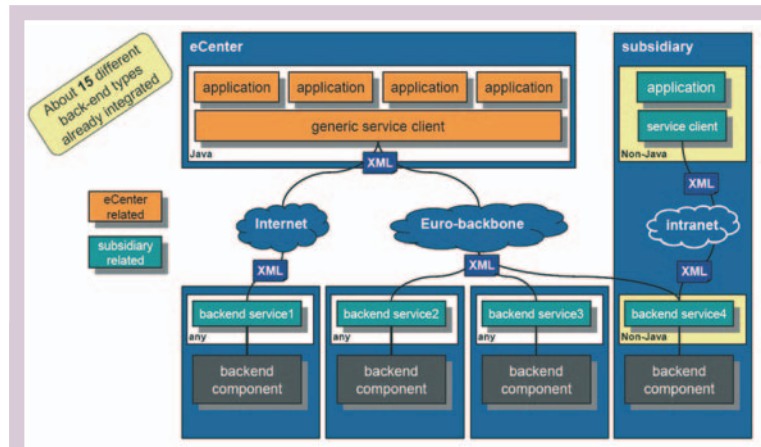 About 15 different
back-end types
already integrated
eCenter
application
application
application
application
generic service client
Java
XML
subsidiary
application
service client
Non-Java
XML
eCenter
related
subsidiary
related
Internet
Euro-backbone
intranet
XML
XML
XML
backend service1
any
backend
component
backend service2
any
backend
component
backend service3
any
backend
component
backend service4
Non-Java
backend
component